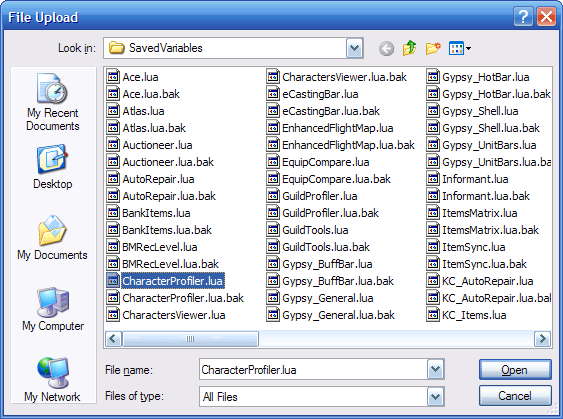 File Upload
Look in:
SavedVariables
My Recent
Documents
Desktop
My Documents
My Computer
My Network
Ace.lua
Ace.lua.bak
Atlas.lua
Atlas.lua.bak
Auctioneer.lua
Auctioneer.lua.bak
AutoRepair.lua
AutoRepair.lua.bak
BankItems.lua
BankItems.lua.bak
BMRecLevel.lua
BMRecLevel.lua.bak
CharacterProfiler.lua
CharacterProfiler.lua.bak
CharactersViewer.lua
CharactersViewer.lua.bak
eCastingBar.lua
eCastingBar.lua.bak
EnhancedFlightMap.lua
EnhancedFlightMap.lua.bak
EquipCompare.lua
EquipCompare.lua.bak
GuildProfiler.lua
GuildProfiler.lua.bak
GuildTools.lua
GuildTools.lua.bak
Gypsy_BuffBar.lua
Gypsy_BuffBar.lua.bak
Gypsy_General.lua
Gypsy_General.lua.bak
Gypsy_HotBar.lua
Gypsy_HotBar.lua.bak
Gypsy_Shell.lua
Gypsy_Shell.lua.bak
Gypsy_UnitBars.lua
Gypsy_UnitBars.lua.bak
Informant.lua
Informant.lua.bak
ItemsMatrix.lua
ItemsMatrix.lua.bak
ItemSync.lua
ItemSync.lua.bak
KC_AutoRepair.lua
KC_AutoRepair.lua.bak
KC_Items.lua
File name:
CharacterProfiler.lua
Open
Files of type:
All Files
Cancel